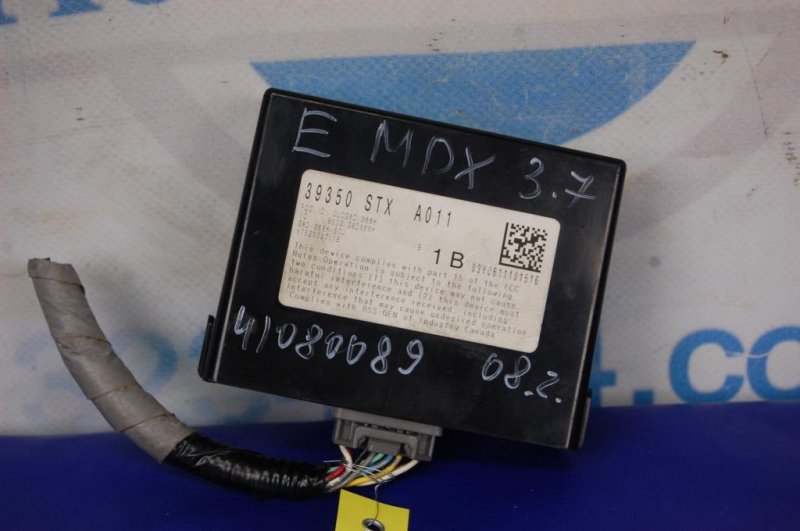 E MDX 3.7
39350 STX A011
1B 03Y0611101516
This device complies with part 15 of the FCC
Rules Operation is subject to the following
two conditions (1) this device may not cause
harmful interference, and (2) this device must
accept any interference received, including
interference that may cause undesired operation
Complies with RSS-GEN of Industry Canada
41080089 08.2.